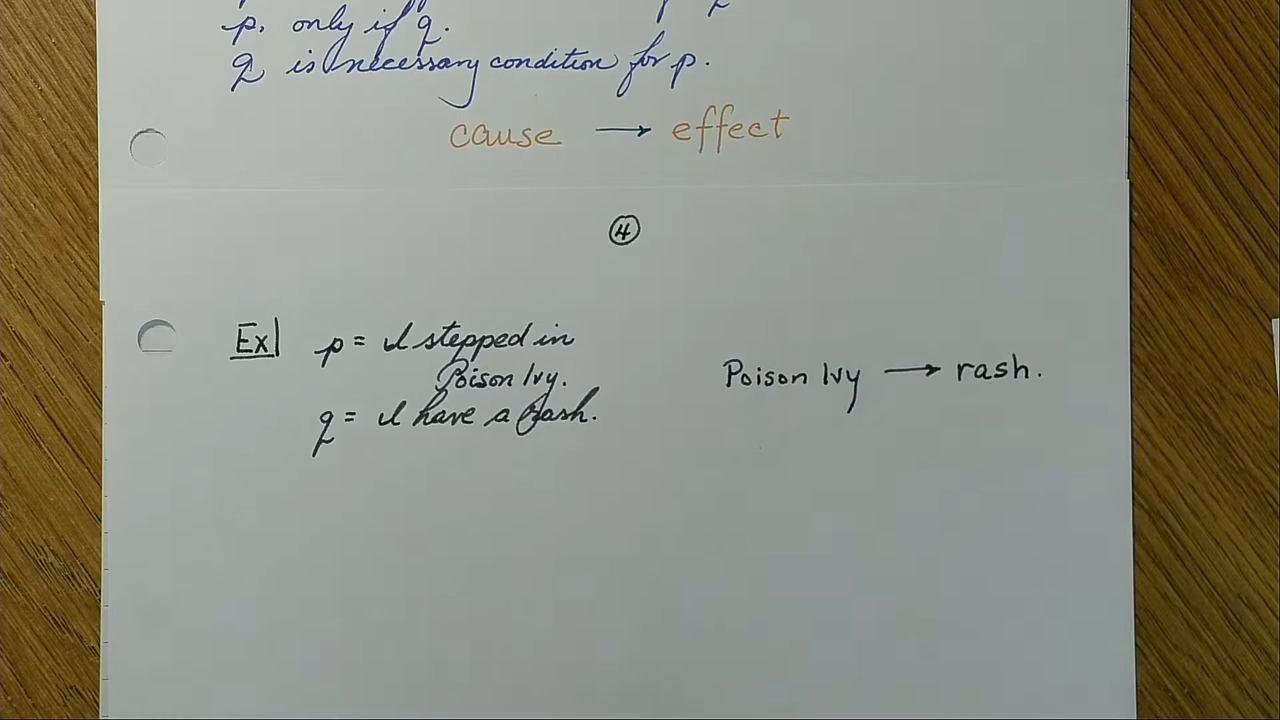 p, only if q.
q is necessary condition for p.
cause → effect
4
Ex p = I stepped in
Poison Ivy.
Poison Ivy → rash.
q = I have a rash.